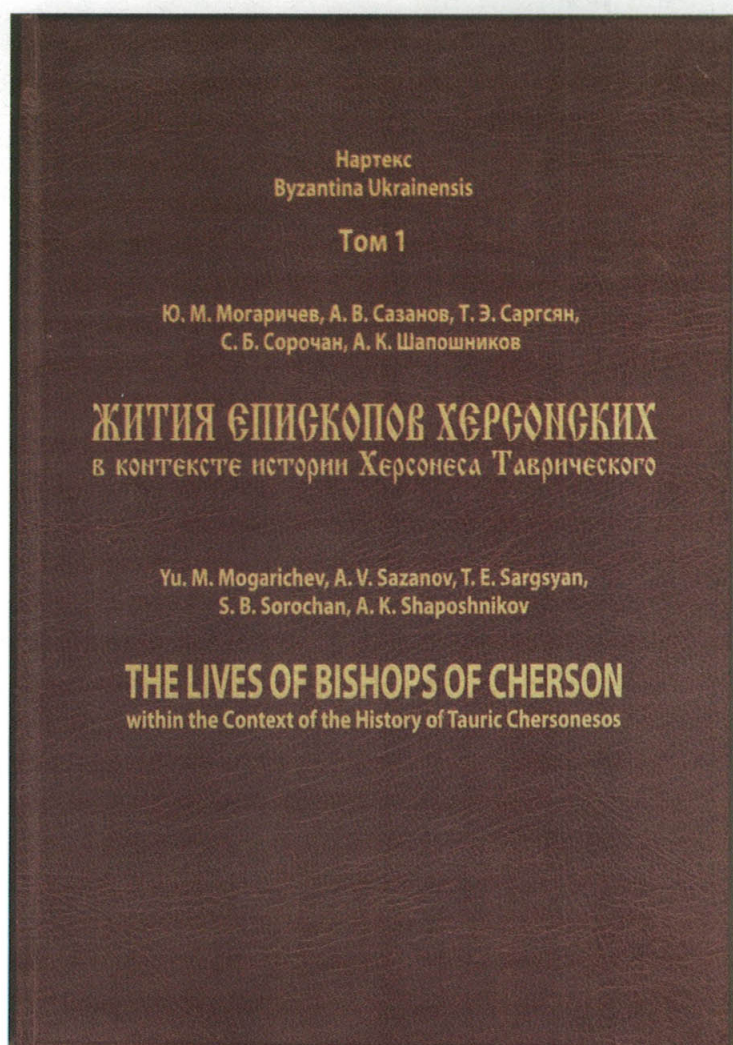 Нартекс
Byzantina Ukrainensis
Том 1
Ю. М. Могаричев, А. В. Сазанов, Т. Э. Саргсян,
С. Б. Сорочан, А. К. Шапошников
ЖИТИЯ ЕПИСКОПОВ ХЕРСОНСКИХ
в контексте истории Херсонеса Таврического
Yu. M. Mogarichev, A. V. Sazanov, T. E. Sargsyan,
S. B. Sorochan, A. K. Shaposhnikov
THE LIVES OF BISHOPS OF CHERSON
within the Context of the History of Tauric Chersonesos